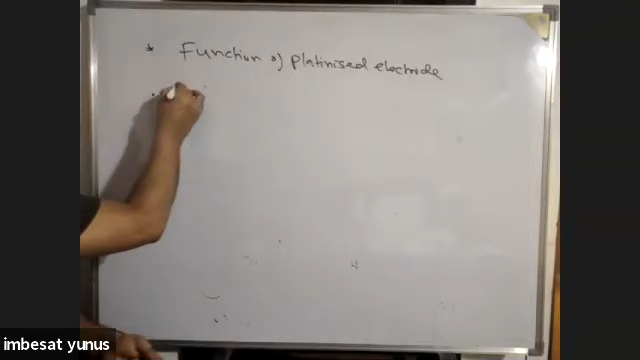 * Function of Platinised electrode
imbesat yunus